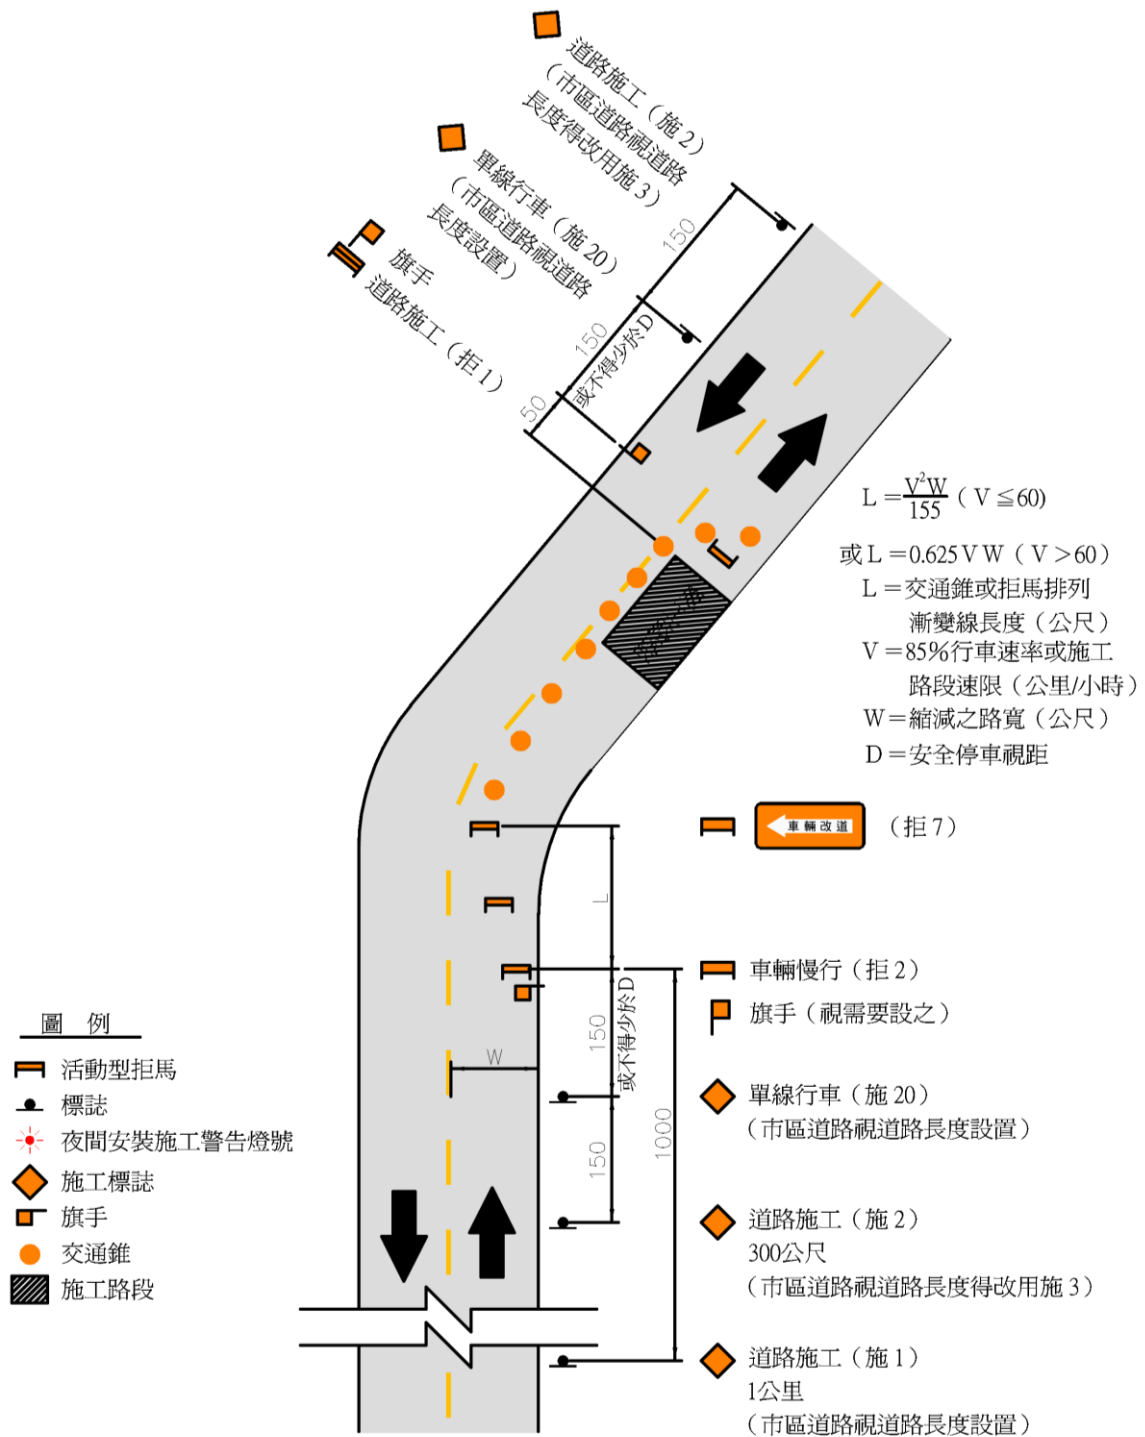 道路施工（施 2）
（市區道路視道路
長度得改用施 3）
單線行車（施 20）
（市區道路視道路
長度設置）
旗手
道路施工（拒 1）
150
150
或不得少於D
50
L＝V²W/155（V≦60)
或 L＝0.625 V W（V＞60）
L＝交通錐或拒馬排列
漸變線長度（公尺）
V＝85%行車速率或施工
路段速限（公里/小時）
W＝縮減之路寬（公尺）
D＝安全停車視距
車輛改道
（拒 7）
L
車輛慢行（拒 2）
旗手（視需要設之）
150
或不得少於D
W
單線行車（施 20）
（市區道路視道路長度設置）
150
1000
道路施工（施 2）
300公尺
（市區道路視道路長度得改用施 3）
道路施工（施 1）
1公里
（市區道路視道路長度設置）
圖 例
活動型拒馬
標誌
夜間安裝施工警告燈號
施工標誌
旗手
交通錐
施工路段